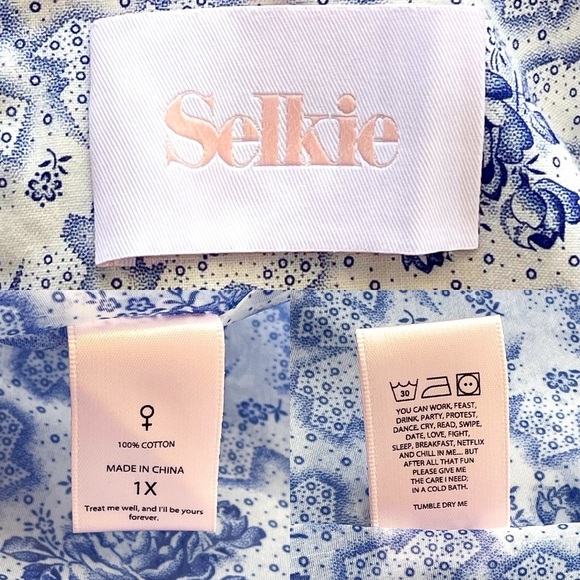 Selkie
100% COTTON
MADE IN CHINA
1X
Treat me well, and I'll be yours
forever.
30
YOU CAN WORK, FEAST,
DRINK, PARTY, PROTEST,
DANCE, CRY, READ, SWIPE,
DATE, LOVE, FIGHT,
SLEEP, BREAKFAST, NETFLIX
AND CHILL IN ME.... BUT
AFTER ALL THAT FUN
PLEASE GIVE ME
THE CARE I NEED;
IN A COLD BATH.
TUMBLE DRY ME